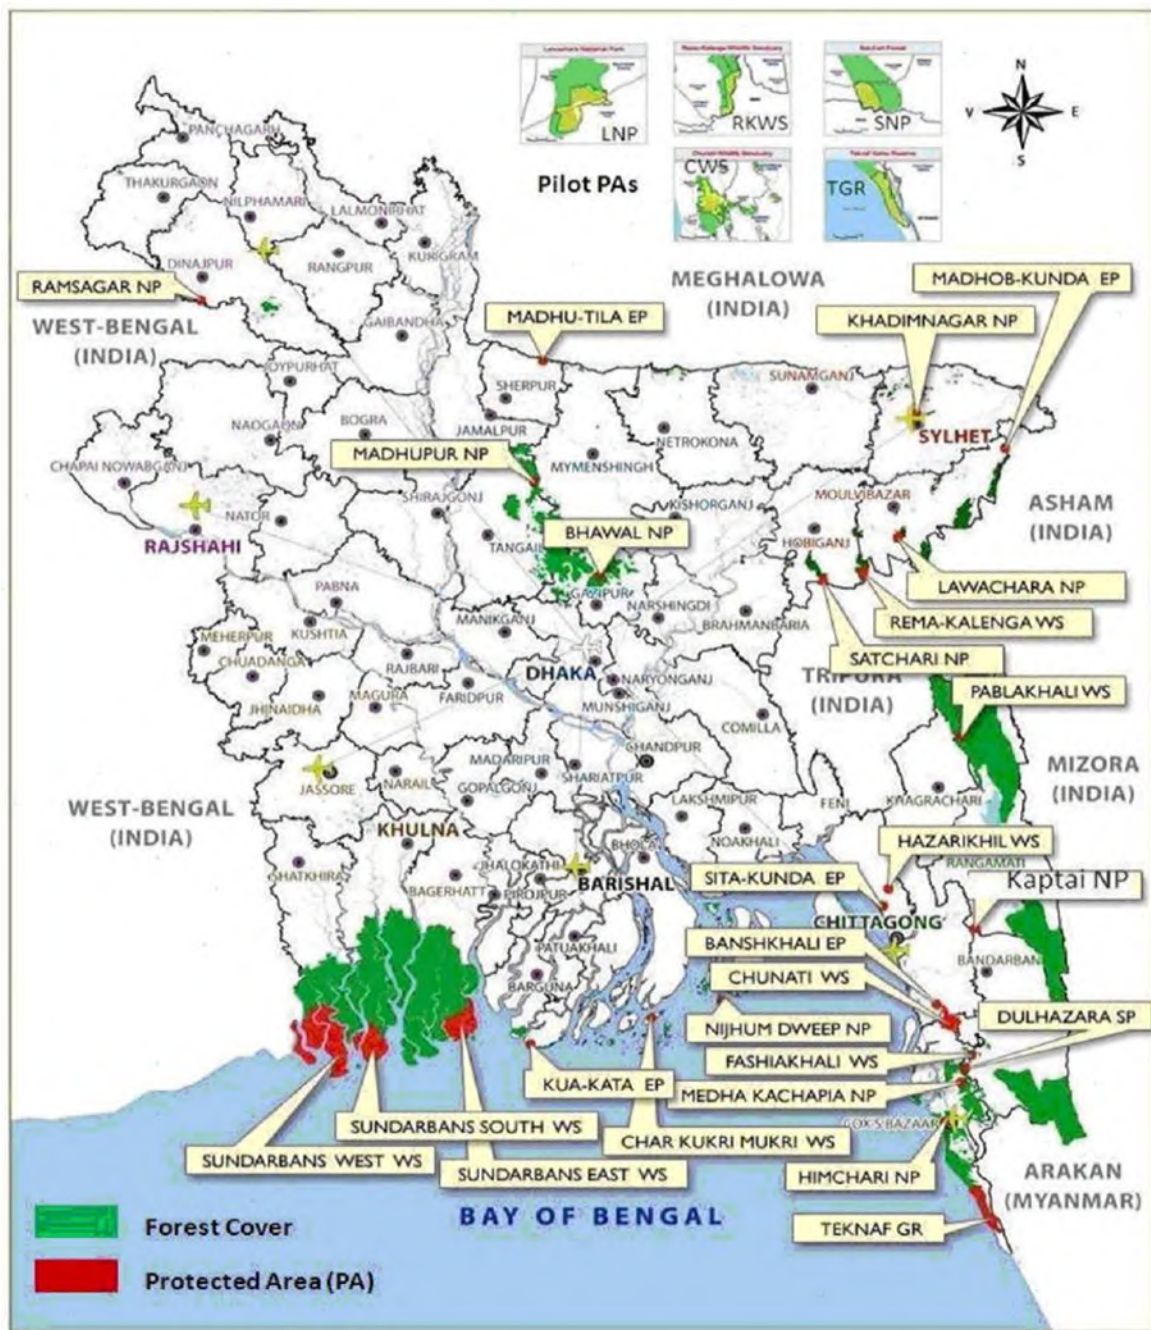 LNP
RKWS
SNP
Pilot PAs
CWS
TGR
N
V
E
S
PANCHAGARH
THAKURGAON
NILPHAMARI
LALMONIRHAT
KURIGRAM
DINAJPUR
RANGPUR
RAMSAGAR NP
WEST-BENGAL
(INDIA)
GAIBANDHA
MADHU-TILA EP
MEGHALOWA
(INDIA)
MADHOB-KUNDA EP
KHADIMNAGAR NP
JOYPURHAT
SHERPUR
SUNAMGANJ
NAOGAON
BOGRA
JAMALPUR
NETROKONA
SYLHET
MADHUPUR NP
MYMENSHINGH
CHAPAI NOWABGANJ
SHIRAJGONJ
KISHORGANJ
MOULVIBAZAR
ASHAM
(INDIA)
NATOR
RAJSHAHI
TANGAIL
BHAWAL NP
HOBIGANJ
LAWACHARA NP
PABNA
GAZIPUR
NARSHINGDI
REMA-KALENGA WS
MANIKGANJ
BRAHMANBARIA
MEHERPUR
KUSHTIA
SATCHARI NP
CHUADANGA
RAJBARI
DHAKA
NARYONGANJ
TRIPURA
(INDIA)
PABLAKHALI WS
JHINAIDHA
MAGURA
FARIDPUR
MUNSHIGANJ
COMILLA
CHANDPUR
MADARIPUR
SHARIATPUR
MIZORA
(INDIA)
JASSORE
NARAIL
GOPALGONJ
WEST-BENGAL
(INDIA)
LAKSHMIPUR
FENI
KHAGRACHARI
KHULNA
NOAKHALI
HAZARIKHIL WS
BHOLA
RANGAMATI
SHATKHIRA
JHALOKATHI
BARISHAL
SITA-KUNDA EP
Kaptai NP
BAGERHATT
PIROJPUR
CHITTAGONG
PATUAKHALI
BANSHKHALI EP
BANDARBAN
BARGUNA
CHUNATI WS
DULHAZARA SP
NIJHUM DWEEP NP
FASHIAKHALI WS
KUA-KATA EP
MEDHA KACHAPIA NP
SUNDARBANS SOUTH WS
CHAR KUKRI MUKRI WS
COX'S BAZAAR
SUNDARBANS WEST WS
SUNDARBANS EAST WS
HIMCHARI NP
ARAKAN
(MYANMAR)
BAY OF BENGAL
TEKNAF GR
Forest Cover
Protected Area (PA)